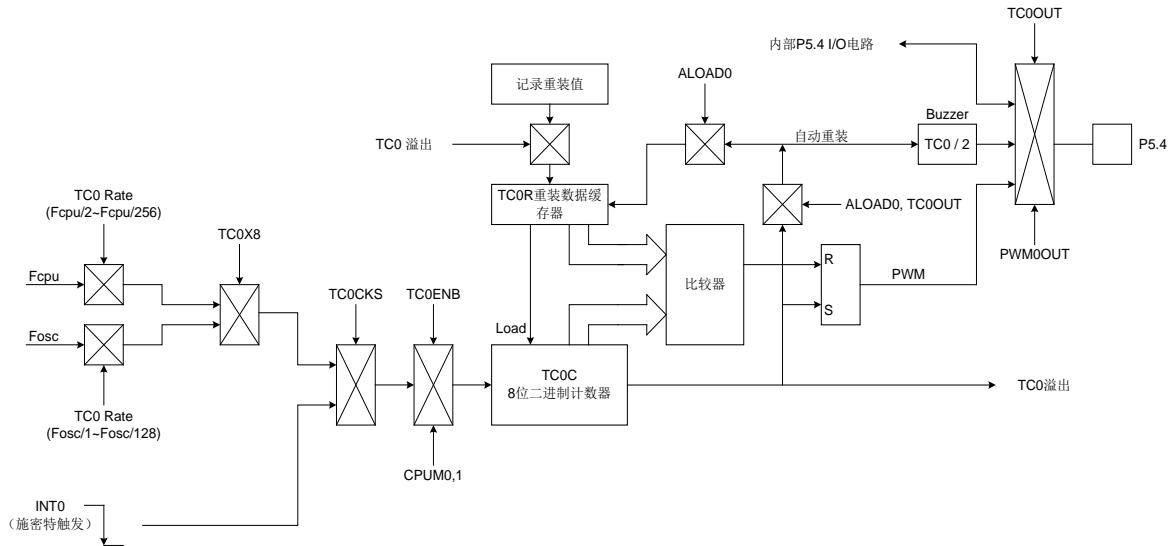 TC0OUT
内部P5.4 I/O电路
记录重装值
ALOAD0
Buzzer
TC0 溢出
自动重装
TC0 / 2
P5.4
TC0R重装数据缓
存器
TC0 Rate
(Fcpu/2~Fcpu/256)
ALOAD0, TC0OUT
TC0X8
PWM0OUT
Fcpu
比较器
R
PWM
TC0CKS
TC0ENB
S
Load
Fosc
TC0C
8位二进制计数器
TC0溢出
TC0 Rate
(Fosc/1~Fosc/128)
CPUM0,1
INT0
（施密特触发）